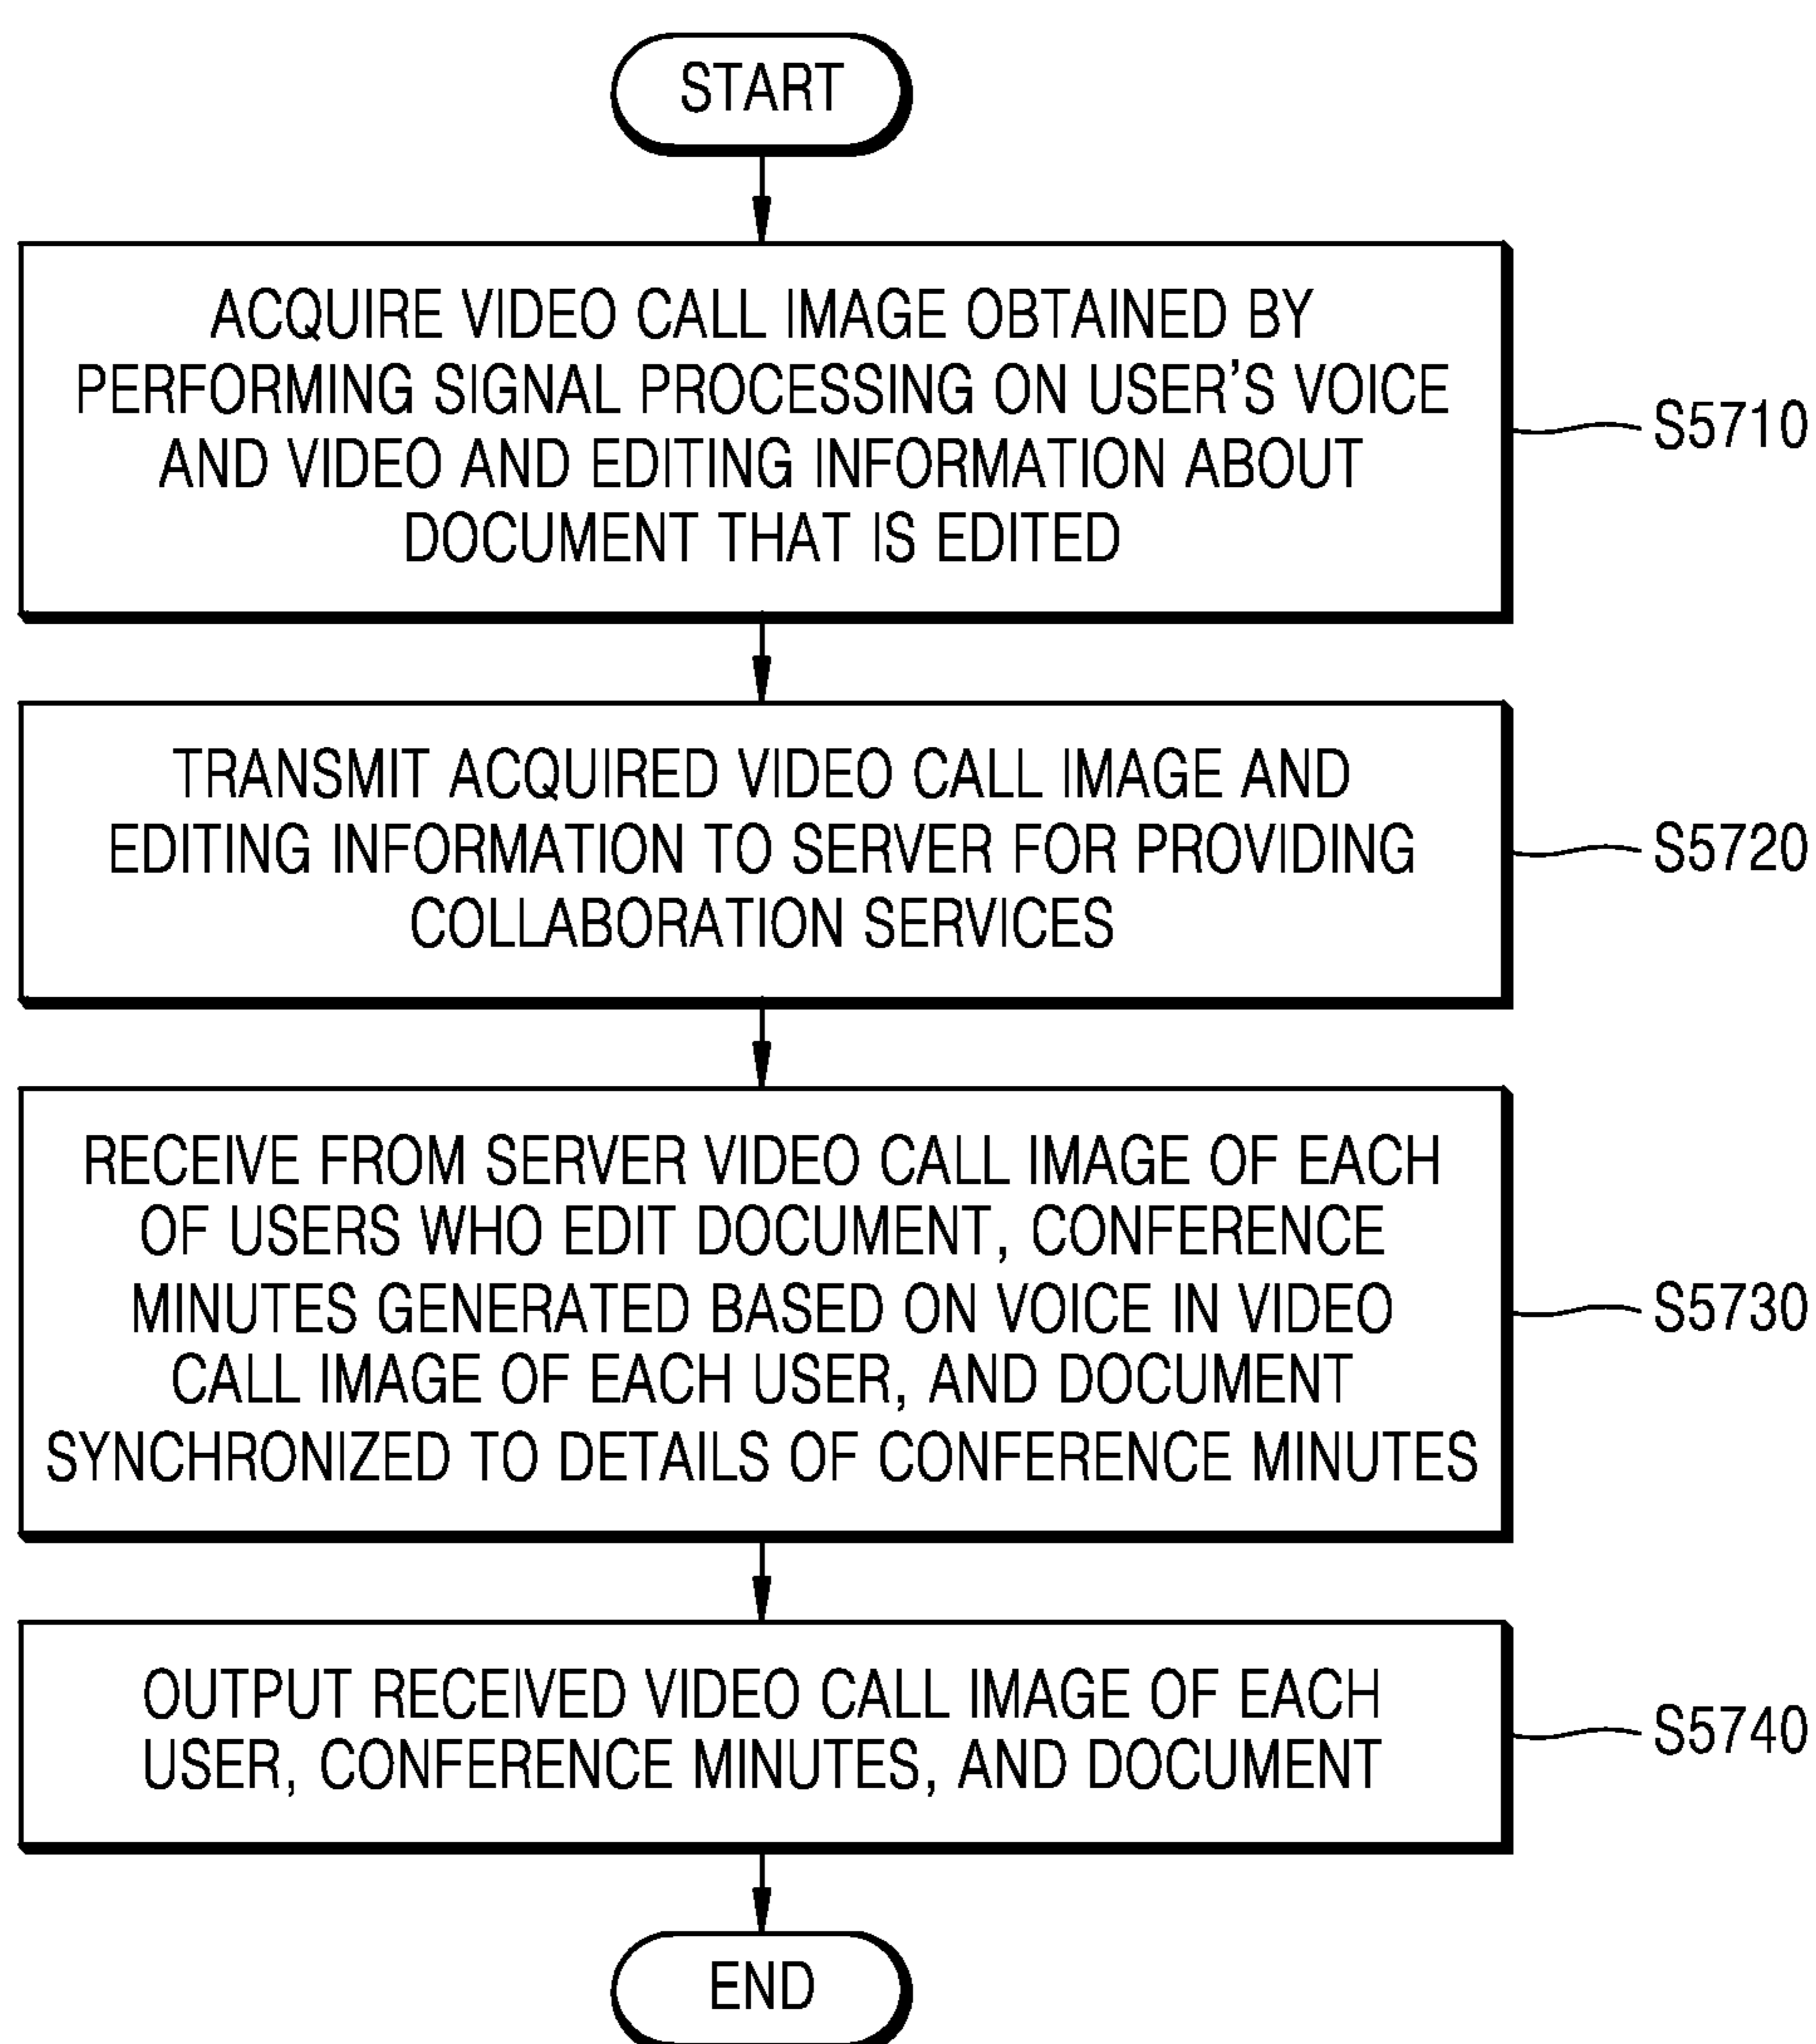 START
ACQUIRE VIDEO CALL IMAGE OBTAINED BY
PERFORMING SIGNAL PROCESSING ON USER'S VOICE
AND VIDEO AND EDITING INFORMATION ABOUT
DOCUMENT THAT IS EDITED
S5710
TRANSMIT ACQUIRED VIDEO CALL IMAGE AND
EDITING INFORMATION TO SERVER FOR PROVIDING
COLLABORATION SERVICES
S5720
RECEIVE FROM SERVER VIDEO CALL IMAGE OF EACH
OF USERS WHO EDIT DOCUMENT, CONFERENCE
MINUTES GENERATED BASED ON VOICE IN VIDEO
CALL IMAGE OF EACH USER, AND DOCUMENT
SYNCHRONIZED TO DETAILS OF CONFERENCE MINUTES
S5730
OUTPUT RECEIVED VIDEO CALL IMAGE OF EACH
USER, CONFERENCE MINUTES, AND DOCUMENT
S5740
END